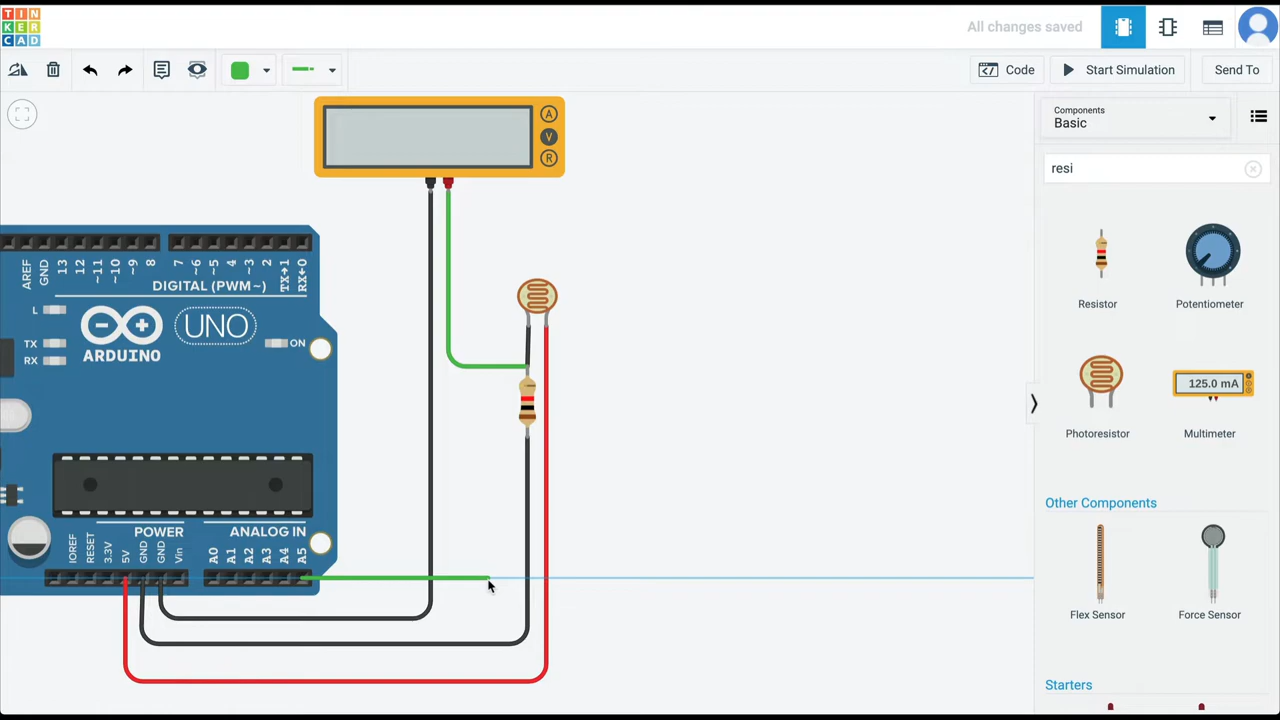 TIN
KER
CAD
All changes saved
Code
Start Simulation
Send To
Components
Basic
resi
A
V
R
AREF
GND
13
12
~11
~10
~9
8
7
~6
~5
4
~3
2
TX→1
RX←0
DIGITAL (PWM~)
L
TX
RX
UNO
ON
ARDUINO
Resistor
Potentiometer
125.0 mA
Photoresistor
Multimeter
POWER
ANALOG IN
IOREF
RESET
3.3V
5V
GND
GND
Vin
A0
A1
A2
A3
A4
A5
Other Components
Flex Sensor
Force Sensor
Starters